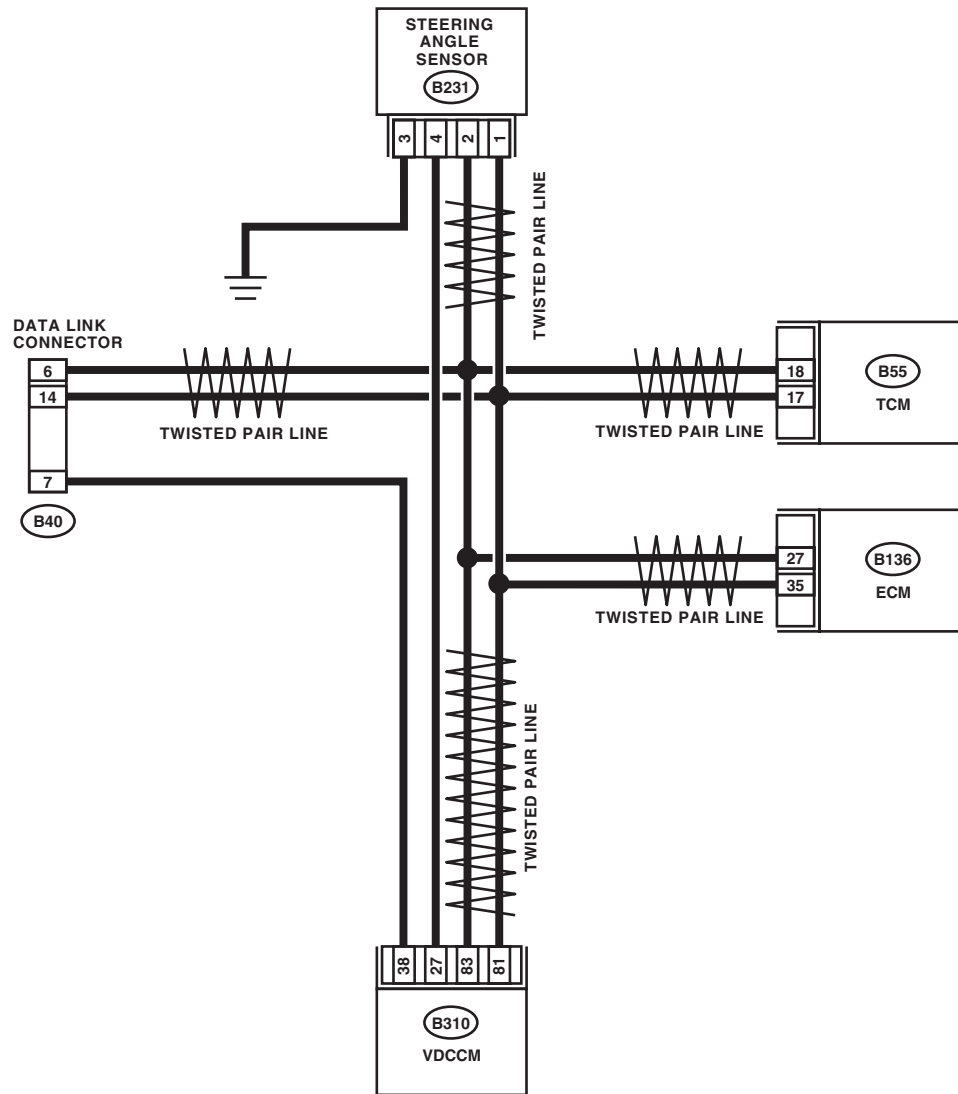 STEERING
ANGLE
SENSOR
B231
3 4 2 1
TWISTED PAIR LINE
DATA LINK
CONNECTOR
6
14
7
B40
TWISTED PAIR LINE
TWISTED PAIR LINE
18
17
B55
TCM
27
35
B136
ECM
TWISTED PAIR LINE
TWISTED PAIR LINE
38 27 83 81
B310
VDCCM